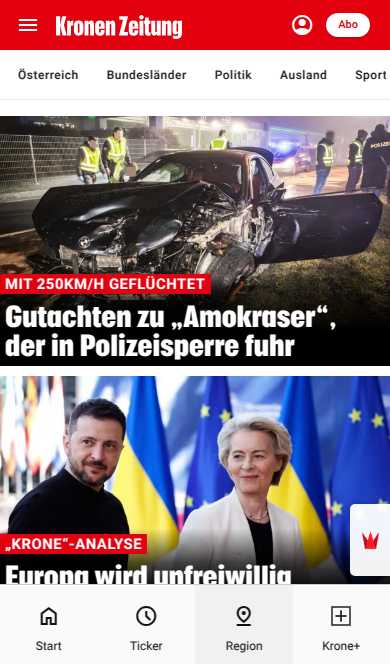 Kronen Zeitung
Abo
Österreich Bundesländer Politik Ausland Sport
POLIZEI
MIT 250KM/H GEFLÜCHTET
Gutachten zu „Amokraser“,
der in Polizeisperre fuhr
„KRONE“-ANALYSE
Europa wird unfreiwillig
Start Ticker Region Krone+